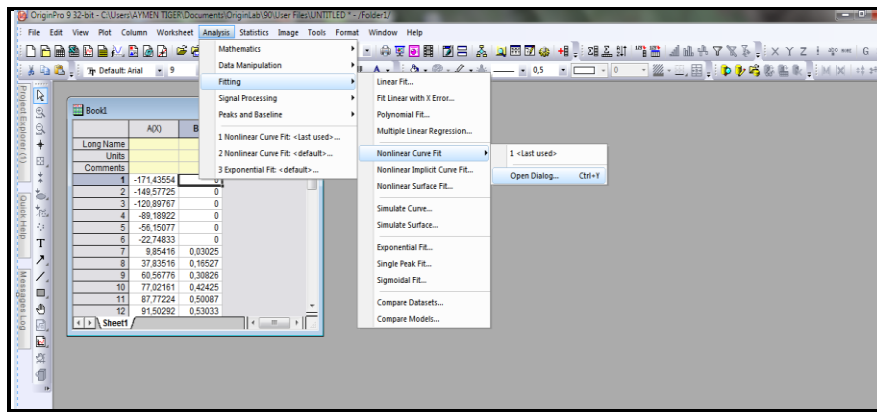 OriginPro 9 32-bit - C:\Users\AYMEN TIGER\Documents\OriginLab\90\User Files\UNTITLED * - /Folder1/
File Edit View Plot Column Worksheet Analysis Statistics Image Tools Format Window Help
X Y Z
Default: Arial 9
0,5
0
Project Explorer (1)
Quick Help
Messages Log
Mathematics
Data Manipulation
Fitting
Signal Processing
Peaks and Baseline
1 Nonlinear Curve Fit: <Last used>...
2 Nonlinear Curve Fit: <default>...
3 Exponential Fit: <default>...
Linear Fit...
Fit Linear with X Error...
Polynomial Fit...
Multiple Linear Regression...
Nonlinear Curve Fit
Nonlinear Implicit Curve Fit...
Nonlinear Surface Fit...
Simulate Curve...
Simulate Surface...
Exponential Fit...
Single Peak Fit...
Sigmoidal Fit...
Compare Datasets...
Compare Models...
1 <Last used>
Open Dialog... Ctrl+Y
Book1
A(X) B
Long Name
Units
Comments
1 -171,43554 0
2 -149,57725 0
3 -120,89767 0
4 -89,18922 0
5 -56,15077 0
6 -22,74833 0
7 9,85416 0,03025
8 37,83516 0,16527
9 60,56776 0,30826
10 77,02161 0,42425
11 87,77224 0,50087
12 91,50292 0,53033
Sheet1